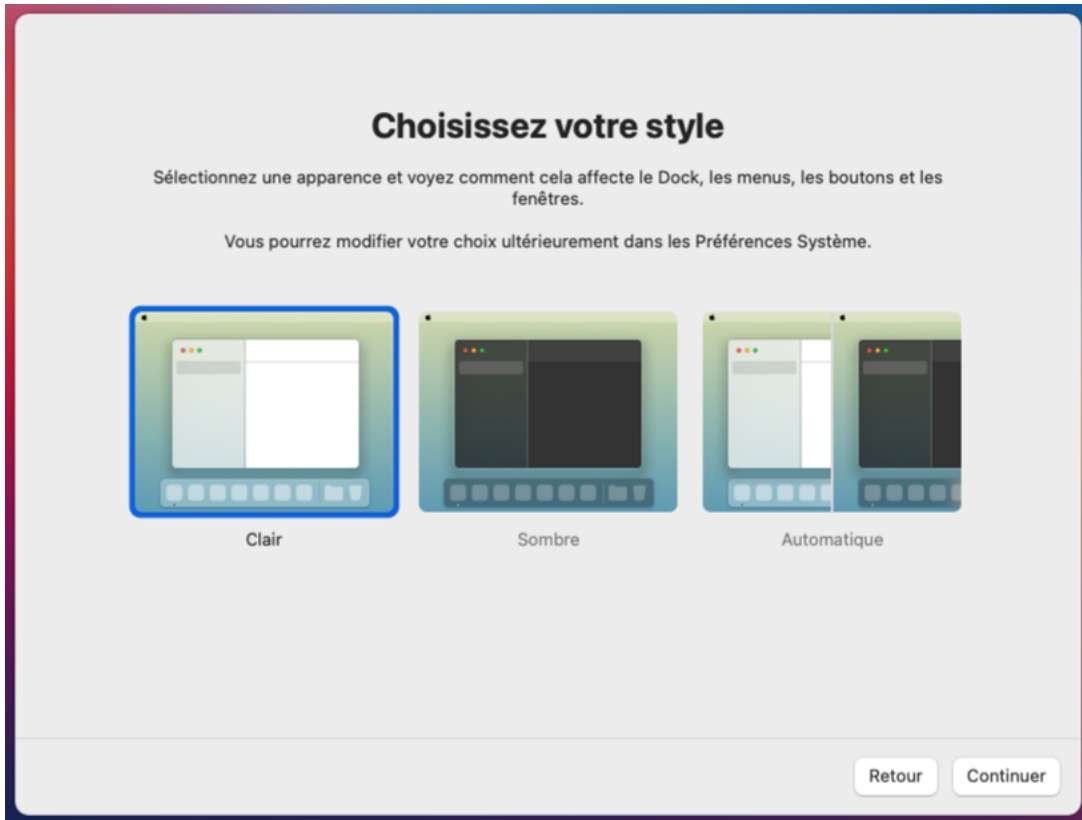 Choisissez votre style
Sélectionnez une apparence et voyez comment cela affecte le Dock, les menus, les boutons et les
fenêtres.
Vous pourrez modifier votre choix ultérieurement dans les Préférences Système.
Clair
Sombre
Automatique
Retour
Continuer